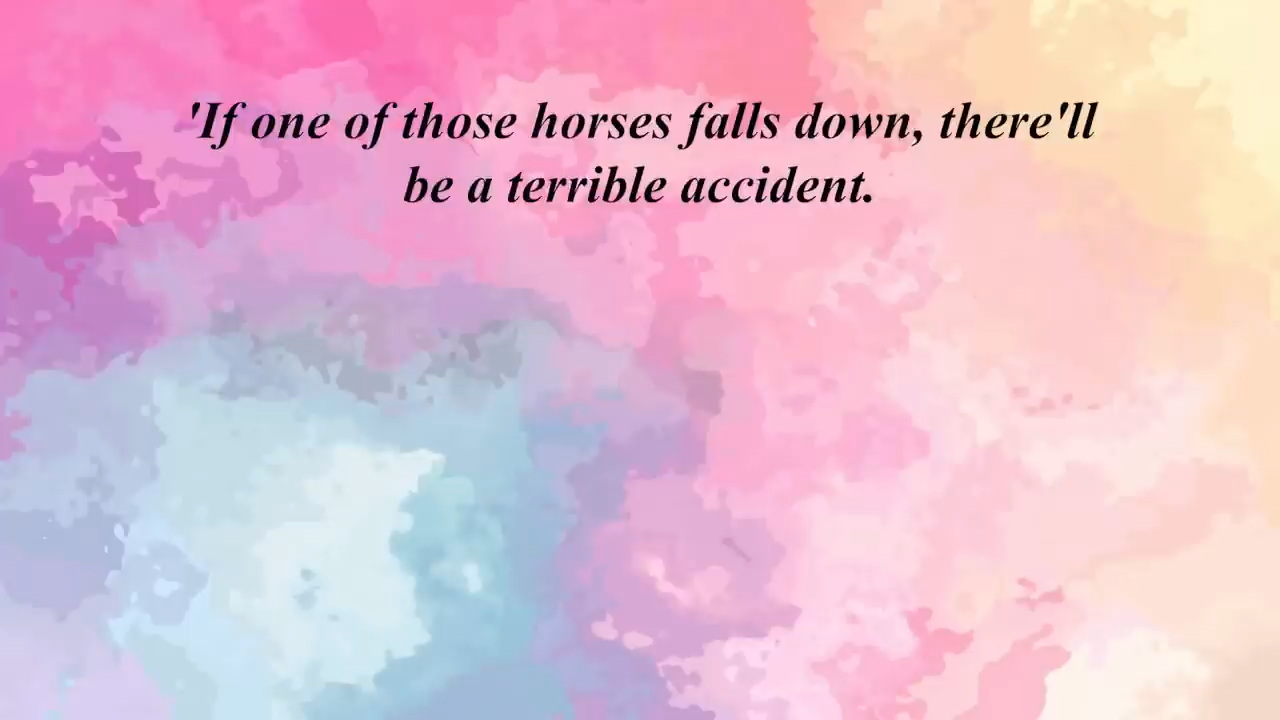 'If one of those horses falls down, there'll
be a terrible accident.